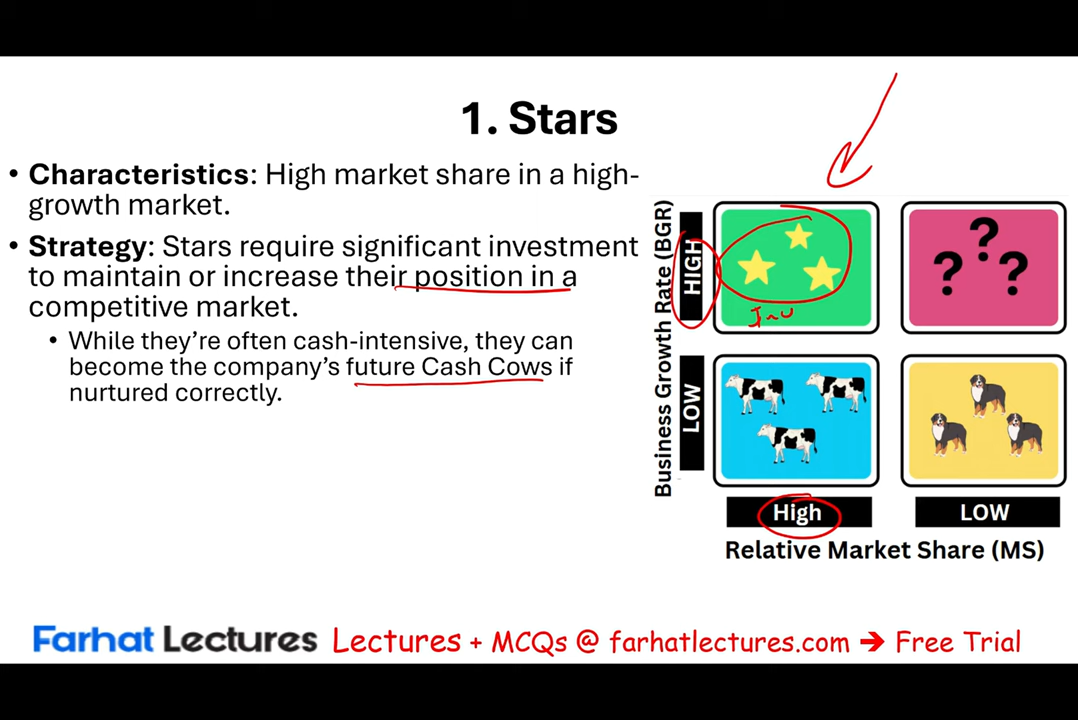 1. Stars
• Characteristics: High market share in a high-
growth market.
• Strategy: Stars require significant investment
to maintain or increase their position in a
competitive market.
• While they're often cash-intensive, they can
become the company's future Cash Cows if
nurtured correctly.
Business Growth Rate (BGR)
HIGH
? ? ?
Inv
LOW
High
LOW
Relative Market Share (MS)
Farhat Lectures Lectures + MCQs @ farhatlectures.com ➔ Free Trial